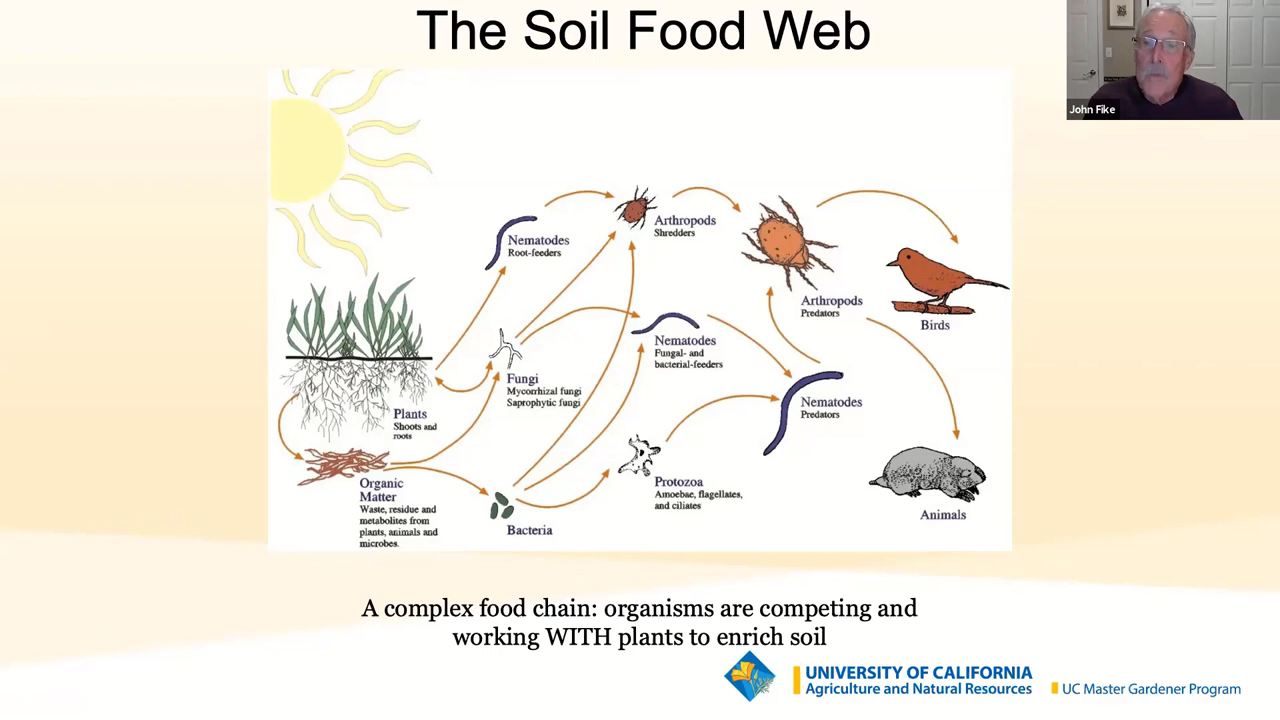 The Soil Food Web
John Fike
Arthropods
Shredders
Nematodes
Root-feeders
Arthropods
Predators
Birds
Nematodes
Fungal- and
bacterial-feeders
Fungi
Mycorrhizal fungi
Saprophytic fungi
Nematodes
Predators
Plants
Shoots and
roots
Organic
Matter
Waste, residue and
metabolites from
plants, animals and
microbes.
Bacteria
Protozoa
Amoebae, flagellates,
and ciliates
Animals
A complex food chain: organisms are competing and
working WITH plants to enrich soil
UNIVERSITY OF CALIFORNIA
Agriculture and Natural Resources
UC Master Gardener Program